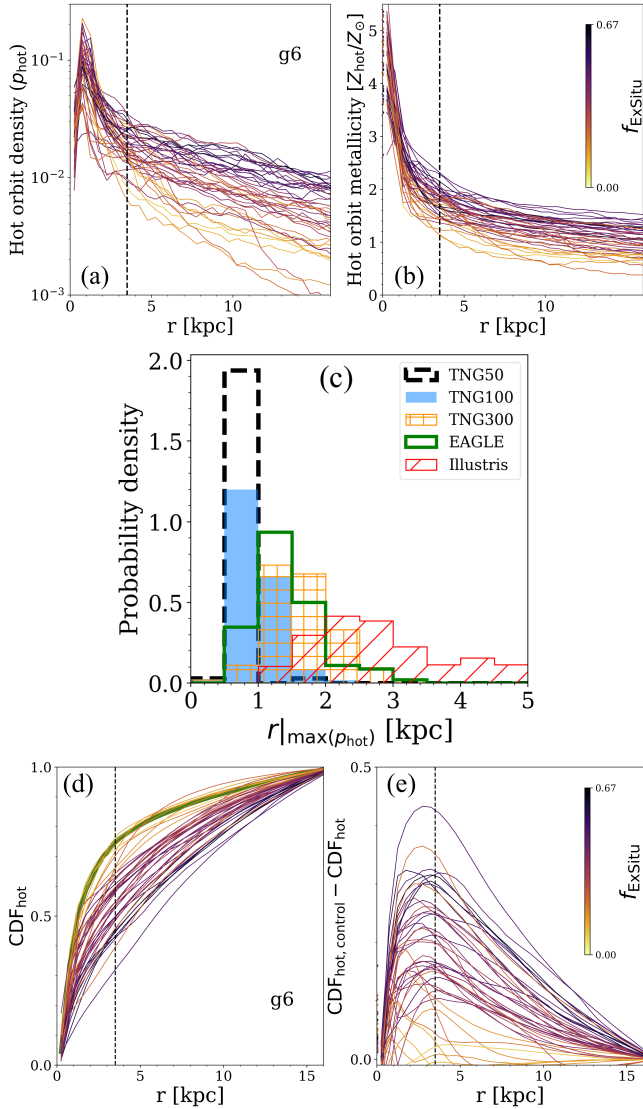 Hot orbit density (p_hot)
10⁻¹
10⁻²
10⁻³
g6
(a)
5
10
r [kpc]
Hot orbit metallicity [Z_hot/Z_⊙]
5
4
3
2
1
0
(b)
0
5
10
15
r [kpc]
0.67
0.00
f_ExSitu
Probability density
2.0
1.5
1.0
0.5
0.0
(c)
TNG50
TNG100
TNG300
EAGLE
Illustris
0
1
2
3
4
5
r|_max(p_hot) [kpc]
CDF_hot
1.0
0.5
0.0
(d)
g6
0
5
10
15
r [kpc]
CDF_hot, control − CDF_hot
0.5
0.0
(e)
0
5
10
15
r [kpc]
0.67
0.00
f_ExSitu